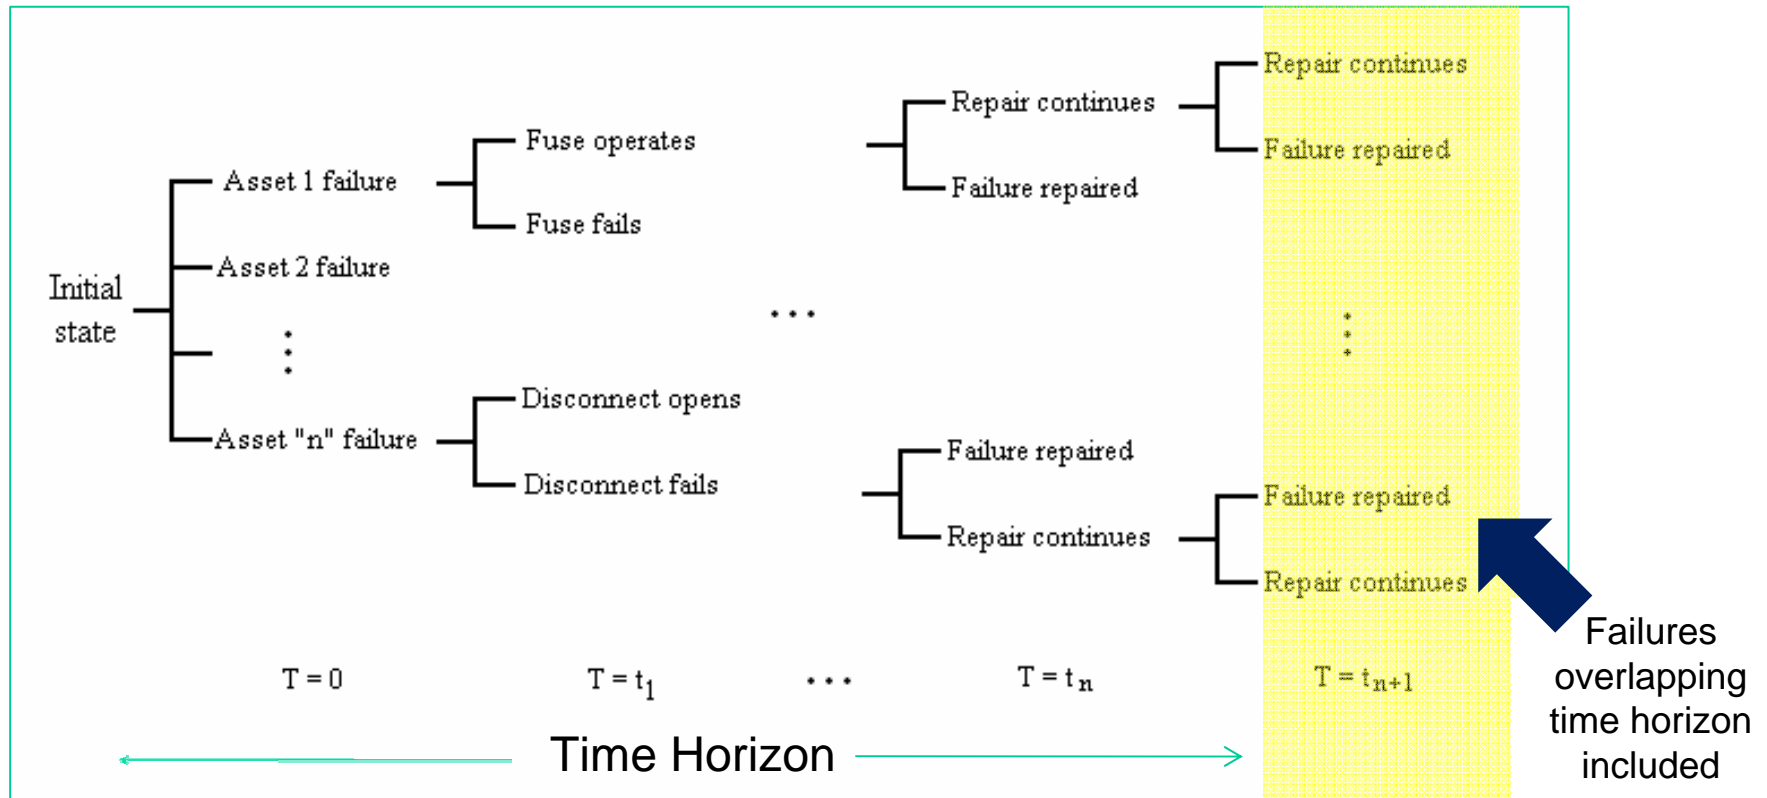 Repair continues
Repair continues
Fuse operates
Failure repaired
Asset 1 failure
Failure repaired
Fuse fails
Asset 2 failure
Initial
state
...
Disconnect opens
Asset "n" failure
Failure repaired
Disconnect fails
Failure repaired
Repair continues
Repair continues
T = 0
T = t1
...
T = tn
T = tn+1
Time Horizon
Failures
overlapping
time horizon
included